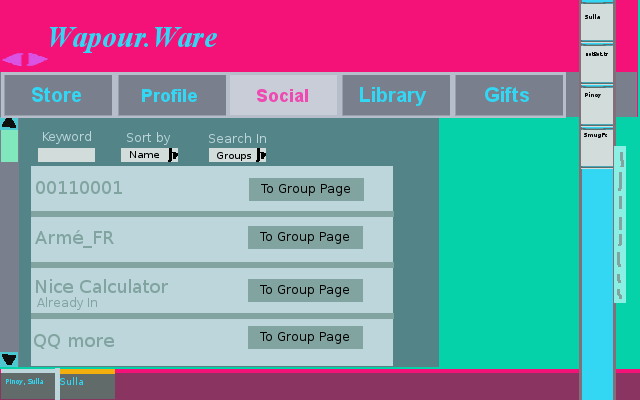 Wapour.Ware
Store
Profile
Social
Library
Gifts
Keyword
Sort by
Search In
Name
Groups
00110001
To Group Page
Armé_FR
To Group Page
Nice Calculator
Already In
To Group Page
QQ more
To Group Page
Sulla
Pinoy
SmugPc
Pinoy, Sulla
Sulla